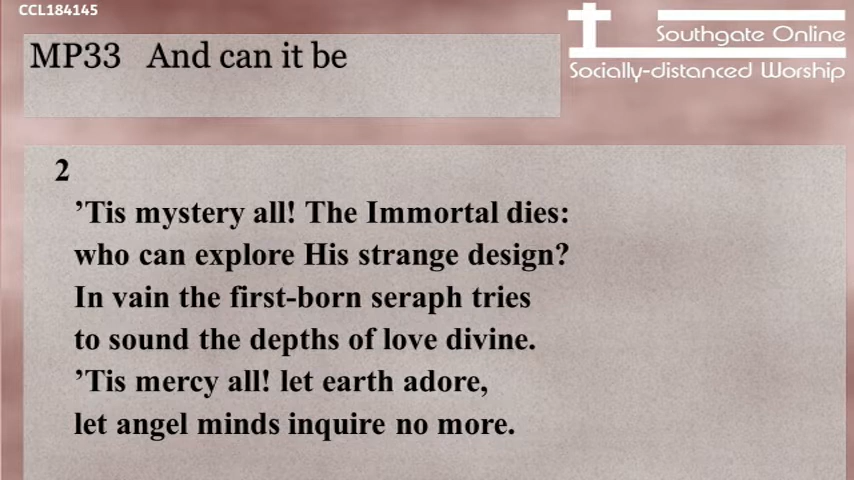 CCL184145
MP33 And can it be
Southgate Online
Socially-distanced Worship
2
’Tis mystery all! The Immortal dies:
who can explore His strange design?
In vain the first-born seraph tries
to sound the depths of love divine.
’Tis mercy all! let earth adore,
let angel minds inquire no more.